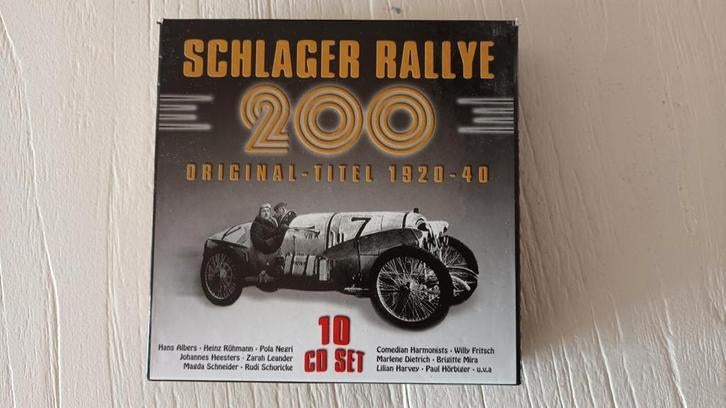 SCHLAGER RALLYE
200
ORIGINAL-TITEL 1920-40
7
10
CD SET
Hans Albers · Heinz Rühmann · Pola Negri
Johannes Heesters · Zarah Leander
Magda Schneider · Rudi Schuricke
Comedian Harmonists · Willy Fritsch
Marlene Dietrich · Brigitte Mira
Lilian Harvey · Paul Hörbiger · u.v.a